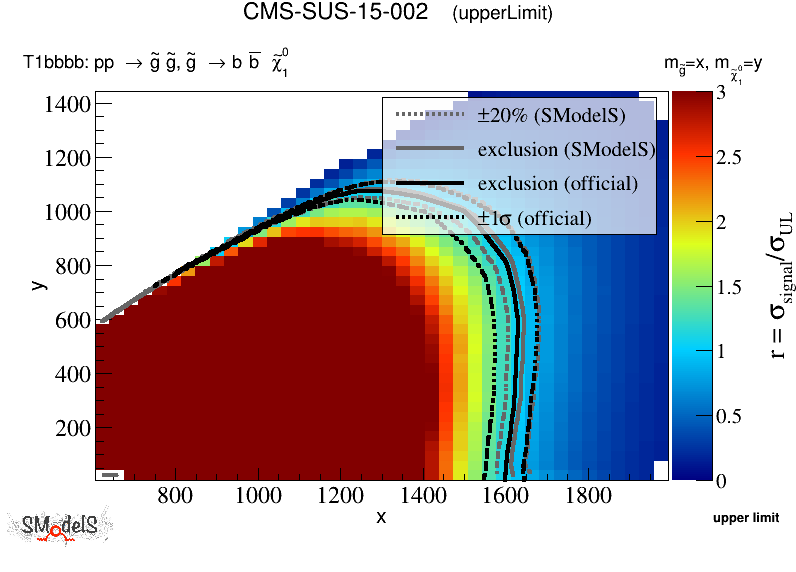 CMS-SUS-15-002 (upperLimit)
T1bbbb: pp → g̃ g̃, g̃ → b b̅ χ̃₁⁰
m_g̃=x, m_χ̃₁⁰=y
±20% (SModelS)
exclusion (SModelS)
exclusion (official)
±1σ (official)
1400
1200
1000
800
600
400
200
y
800
1000
1200
1400
1600
1800
x
3
2.5
2
1.5
1
0.5
0
r = σ_signal/σ_UL
SModelS
upper limit